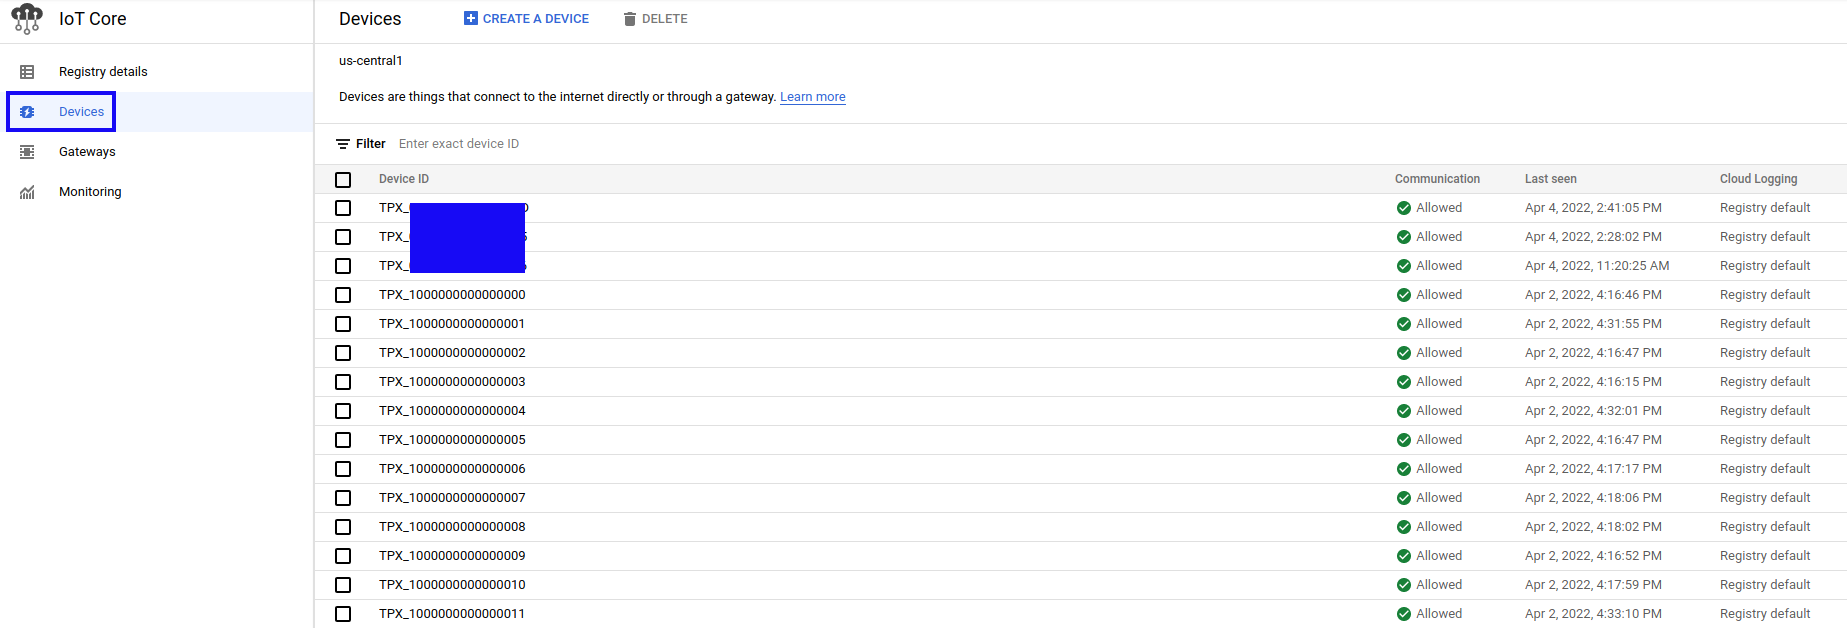 IoT Core
Devices
CREATE A DEVICE
DELETE
Registry details
Devices
Gateways
Monitoring
us-central1
Devices are things that connect to the internet directly or through a gateway. Learn more
Filter Enter exact device ID
Device ID Communication Last seen Cloud Logging
TPX_ Allowed Apr 4, 2022, 2:41:05 PM Registry default
TPX_ Allowed Apr 4, 2022, 2:28:02 PM Registry default
TPX_ Allowed Apr 4, 2022, 11:20:25 AM Registry default
TPX_1000000000000000 Allowed Apr 2, 2022, 4:16:46 PM Registry default
TPX_1000000000000001 Allowed Apr 2, 2022, 4:31:55 PM Registry default
TPX_1000000000000002 Allowed Apr 2, 2022, 4:16:47 PM Registry default
TPX_1000000000000003 Allowed Apr 2, 2022, 4:16:15 PM Registry default
TPX_1000000000000004 Allowed Apr 2, 2022, 4:32:01 PM Registry default
TPX_1000000000000005 Allowed Apr 2, 2022, 4:16:47 PM Registry default
TPX_1000000000000006 Allowed Apr 2, 2022, 4:17:17 PM Registry default
TPX_1000000000000007 Allowed Apr 2, 2022, 4:18:06 PM Registry default
TPX_1000000000000008 Allowed Apr 2, 2022, 4:18:02 PM Registry default
TPX_1000000000000009 Allowed Apr 2, 2022, 4:16:52 PM Registry default
TPX_1000000000000010 Allowed Apr 2, 2022, 4:17:59 PM Registry default
TPX_1000000000000011 Allowed Apr 2, 2022, 4:33:10 PM Registry default